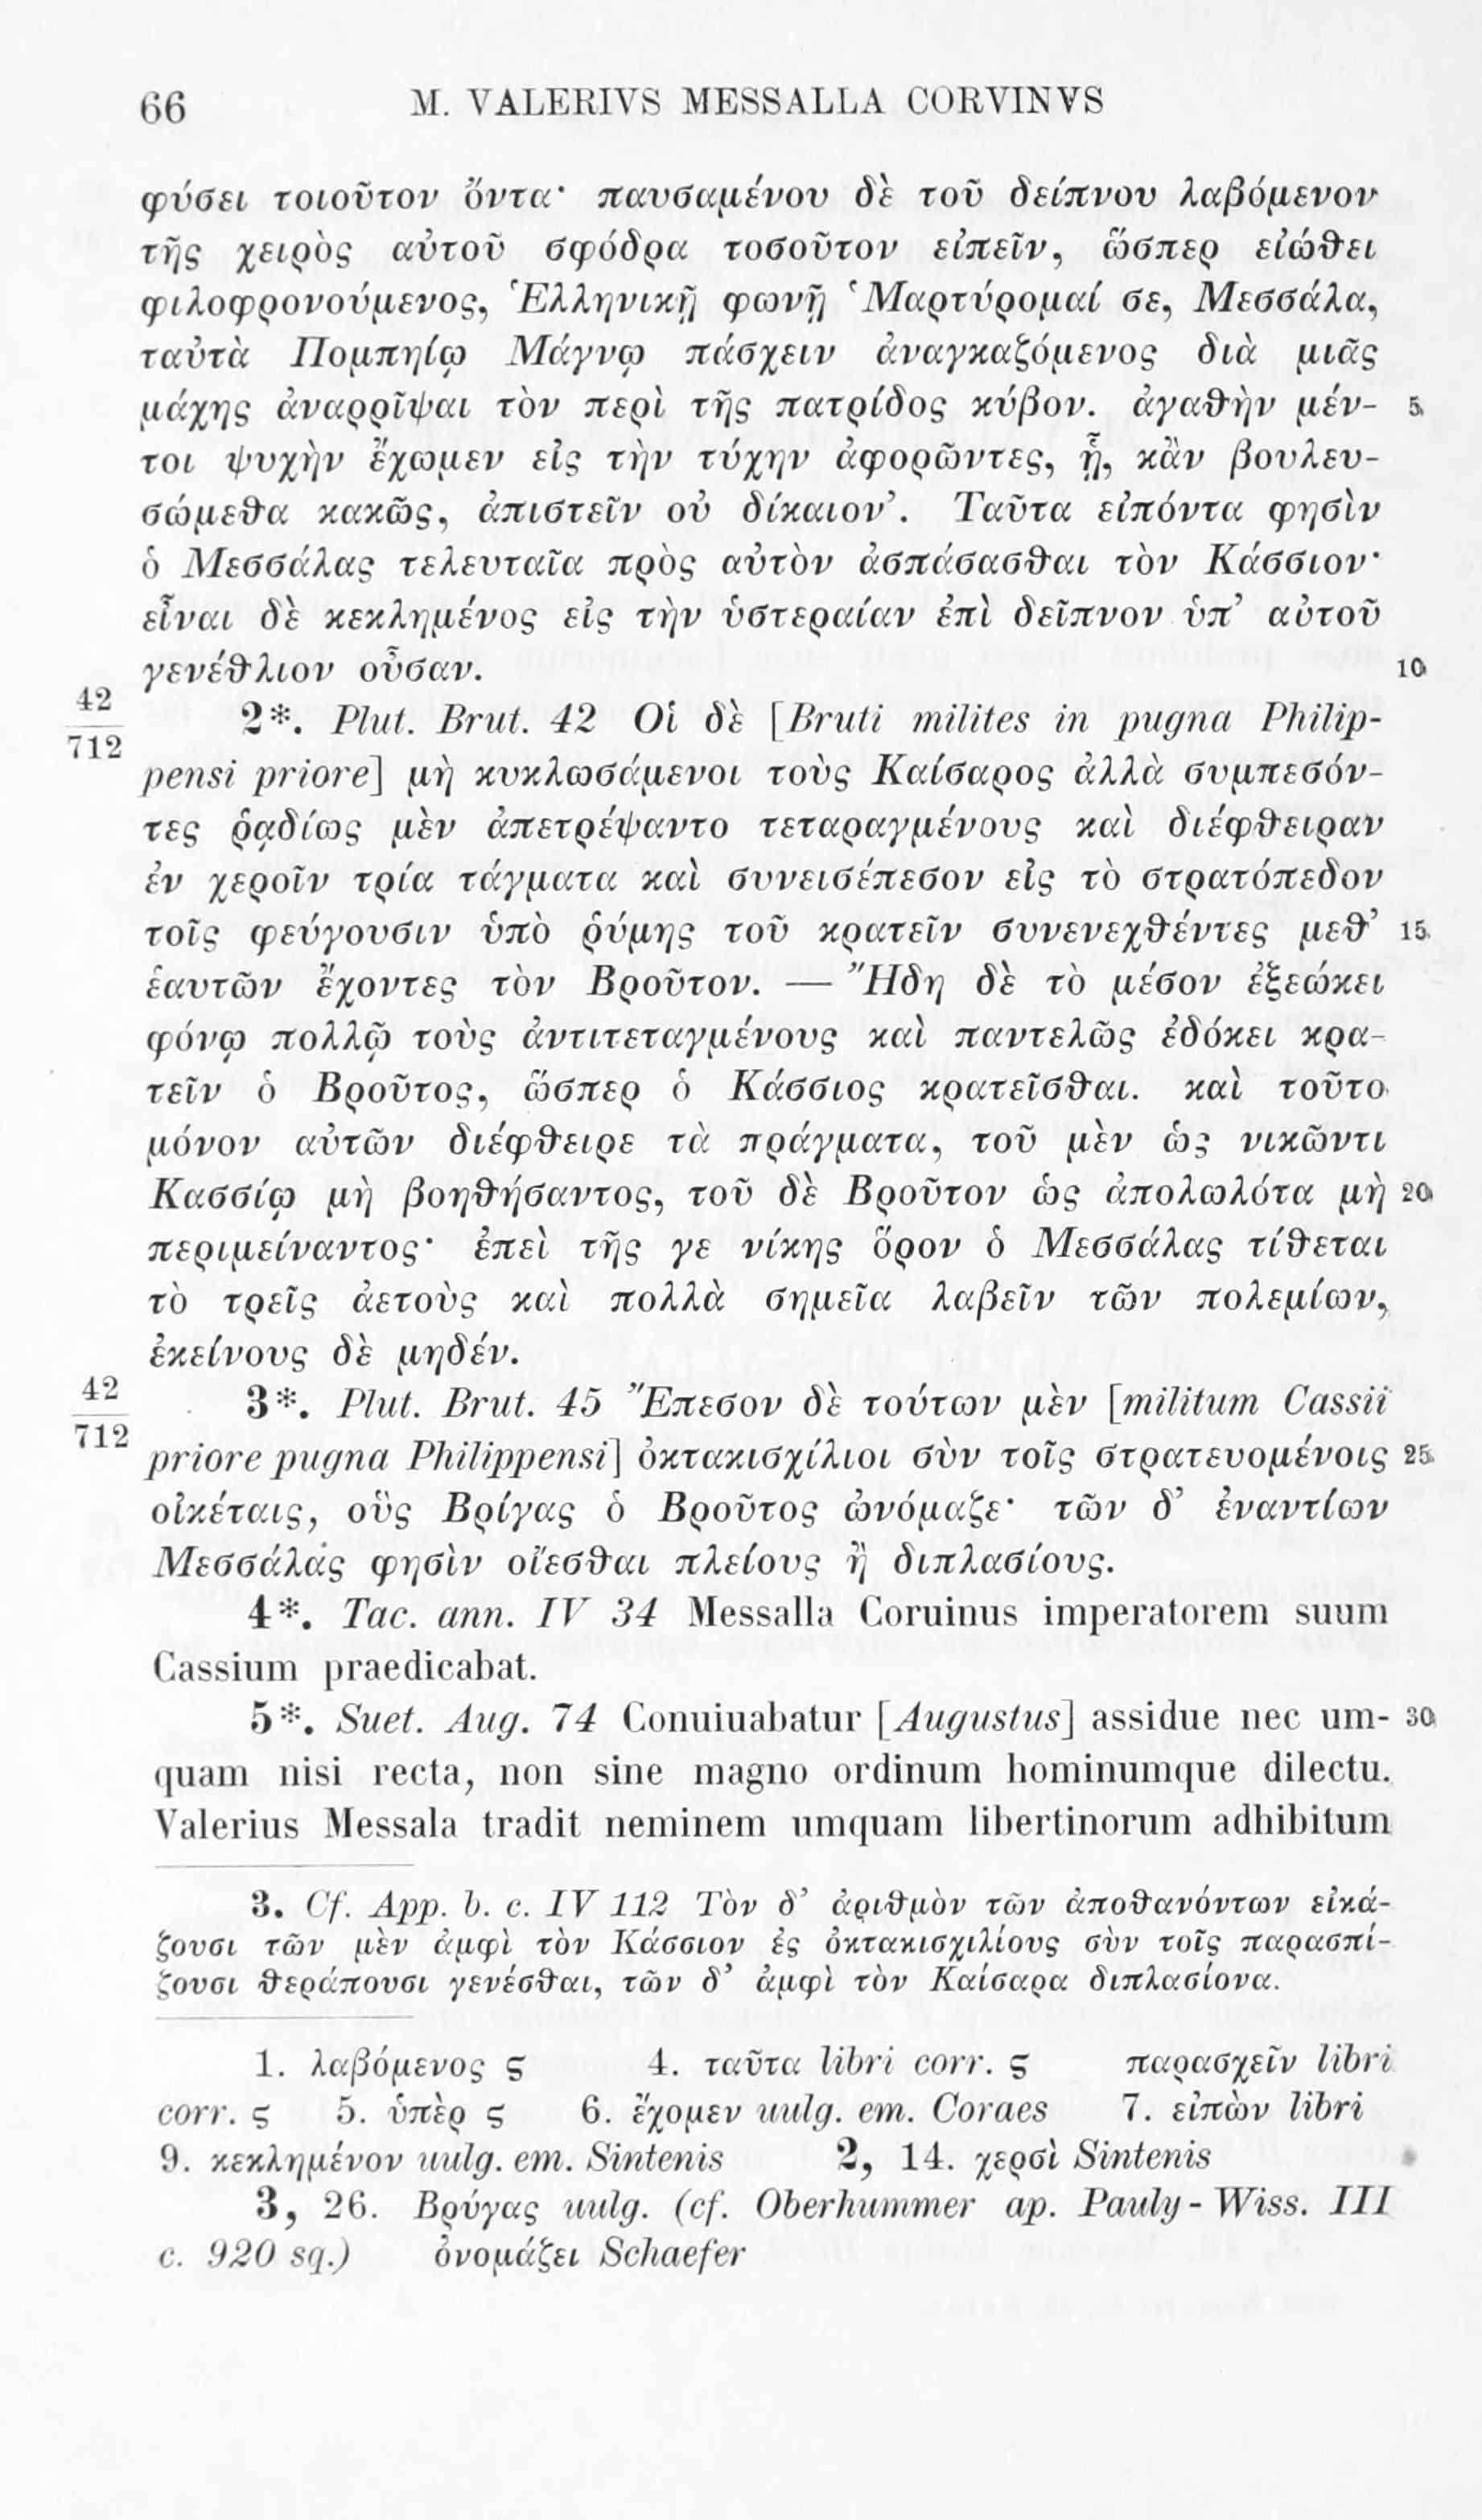 66 M. VALERIVS MESSALLA CORVINVS
φύσει τοιοῦτον ὄντα· παυσαμένου δὲ τοῦ δείπνου λαβόμενον
τῆς χειρὸς αὐτοῦ σφόδρα τοσοῦτον εἰπεῖν, ὥσπερ εἰώθει
φιλοφρονούμενος, Ἑλληνικῇ φωνῇ ‘Μαρτύρομαί σε, Μεσσάλα,
ταὐτὰ Πομπηίῳ Μάγνῳ πάσχειν ἀναγκαζόμενος διὰ μιᾶς
μάχης ἀναρρῖψαι τὸν περὶ τῆς πατρίδος κύβον. ἀγαθὴν μέν- 5
τοι ψυχὴν ἔχωμεν εἰς τὴν τύχην ἀφορῶντες, ᾗ, κἂν βουλευ-
σώμεθα κακῶς, ἀπιστεῖν οὐ δίκαιον’. Ταῦτα εἰπόντα φησὶν
ὁ Μεσσάλας τελευταῖα πρὸς αὐτὸν ἀσπάσασθαι τὸν Κάσσιον·
εἶναι δὲ κεκλημένος εἰς τὴν ὑστεραίαν ἐπὶ δεῖπνον ὑπ’ αὐτοῦ
γενέθλιον οὖσαν. 10
42
712
2*. Plut. Brut. 42 Οἱ δὲ [Bruti milites in pugna Philip-
pensi priore] μὴ κυκλωσάμενοι τοὺς Καίσαρος ἀλλὰ συμπεσόν-
τες ῥᾳδίως μὲν ἀπετρέψαντο τεταραγμένους καὶ διέφθειραν
ἐν χεροῖν τρία τάγματα καὶ συνεισέπεσον εἰς τὸ στρατόπεδον
τοῖς φεύγουσιν ὑπὸ ῥύμης τοῦ κρατεῖν συνενεχθέντες μεθ’ 15
ἑαυτῶν ἔχοντες τὸν Βροῦτον. — Ἤδη δὲ τὸ μέσον ἐξεώκει
φόνῳ πολλῷ τοὺς ἀντιτεταγμένους καὶ παντελῶς ἐδόκει κρα-
τεῖν ὁ Βροῦτος, ὥσπερ ὁ Κάσσιος κρατεῖσθαι. καὶ τοῦτο
μόνον αὐτῶν διέφθειρε τὰ πράγματα, τοῦ μὲν ὡς νικῶντι
Κασσίῳ μὴ βοηθήσαντος, τοῦ δὲ Βροῦτον ὡς ἀπολωλότα μὴ 20
περιμείναντος· ἐπεὶ τῆς γε νίκης ὅρον ὁ Μεσσάλας τίθεται
τὸ τρεῖς ἀετοὺς καὶ πολλὰ σημεῖα λαβεῖν τῶν πολεμίων,
ἐκείνους δὲ μηδέν.
42
712
3*. Plut. Brut. 45 Ἔπεσον δὲ τούτων μὲν [militum Cassii
priore pugna Philippensi] ὀκτακισχίλιοι σὺν τοῖς στρατευομένοις 25
οἰκέταις, οὓς Βρίγας ὁ Βροῦτος ὠνόμαζε· τῶν δ’ ἐναντίων
Μεσσάλας φησὶν οἴεσθαι πλείους ἢ διπλασίους.
4*. Tac. ann. IV 34 Messalla Coruinus imperatorem suum
Cassium praedicabat.
5*. Suet. Aug. 74 Conuiuabatur [Augustus] assidue nec um- 30
quam nisi recta, non sine magno ordinum hominumque dilectu.
Valerius Messala tradit neminem umquam libertinorum adhibitum
3. Cf. App. b. c. IV 112 Τὸν δ’ ἀριθμὸν τῶν ἀποθανόντων εἰκά-
ζουσι τῶν μὲν ἀμφὶ τὸν Κάσσιον ἐς ὀκτακισχιλίους σὺν τοῖς παρασπί-
ζουσι θεράπουσι γενέσθαι, τῶν δ’ ἀμφὶ τὸν Καίσαρα διπλασίονα.
1. λαβόμενος ς 4. ταῦτα libri corr. ς παρασχεῖν libri
corr. ς 5. ὑπὲρ ς 6. ἔχομεν uulg. em. Coraes 7. εἰπὼν libri
9. κεκλημένον uulg. em. Sintenis 2, 14. χερσὶ Sintenis
3, 26. Βρύγας uulg. (cf. Oberhummer ap. Pauly-Wiss. III
c. 920 sq.) ὀνομάζει Schaefer